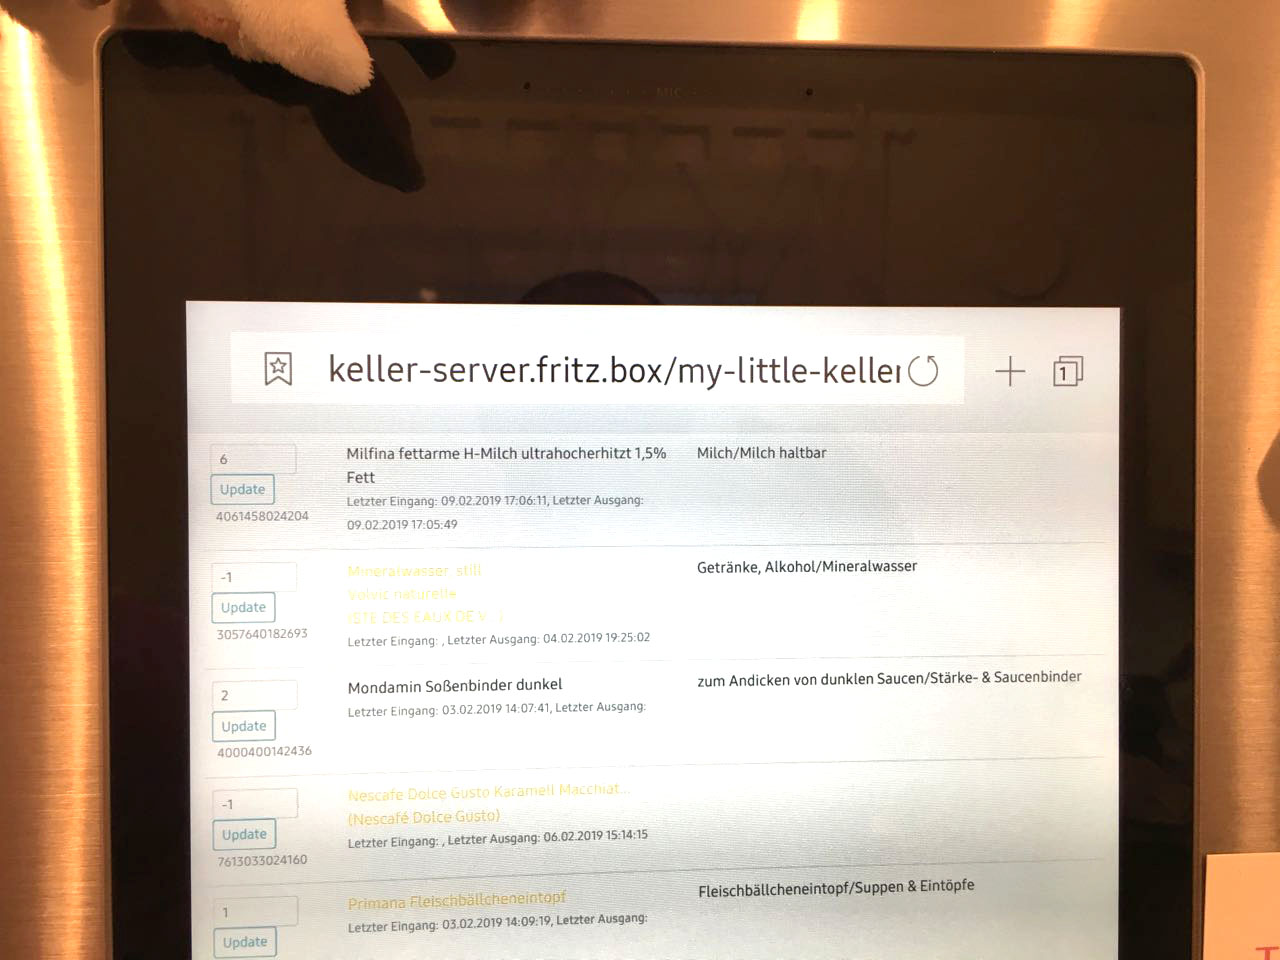 MIC
keller-server.fritz.box/my-little-keller
1
6
Milfina fettarme H-Milch ultrahocherhitzt 1,5%
Fett
Milch/Milch haltbar
Update
Letzter Eingang: 09.02.2019 17:06:11, Letzter Ausgang:
09.02.2019 17:05:49
4061458024204
-1
Mineralwasser, still
Volvic naturelle
(STE DES EAUX DE V...)
Getränke, Alkohol/Mineralwasser
Update
Letzter Eingang: , Letzter Ausgang: 04.02.2019 19:25:02
3057640182693
2
Mondamin Soßenbinder dunkel
zum Andicken von dunklen Saucen/Stärke- & Saucenbinder
Update
Letzter Eingang: 03.02.2019 14:07:41, Letzter Ausgang:
4000400142436
-1
Nescafe Dolce Gusto Karamell Macchiat...
(Nescafé Dolce Gusto)
Update
Letzter Eingang: , Letzter Ausgang: 06.02.2019 15:14:15
7613033024160
1
Primana Fleischbällcheneintopf
Fleischbällcheneintopf/Suppen & Eintöpfe
Update
Letzter Eingang: 03.02.2019 14:09:19, Letzter Ausgang: